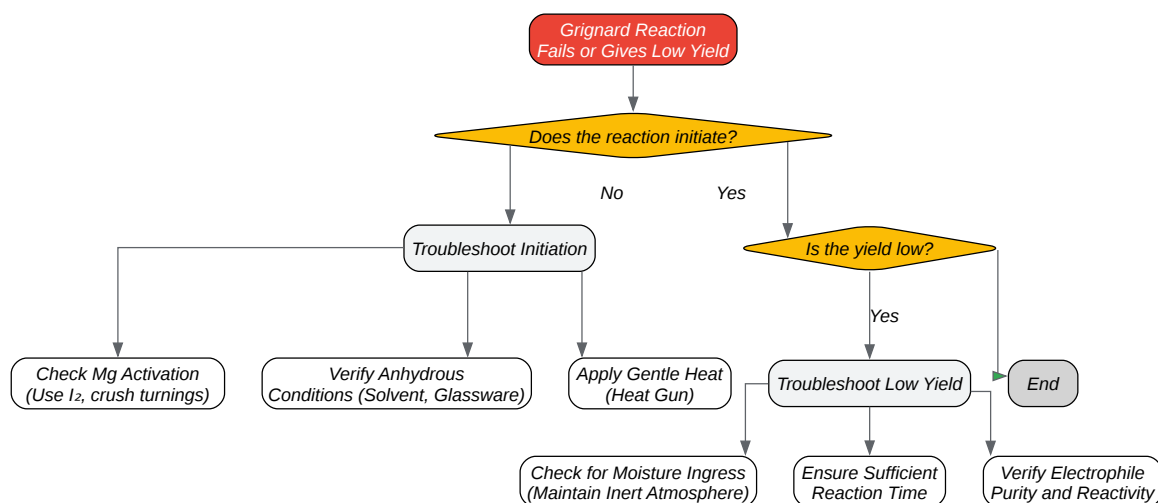 Grignard Reaction
Fails or Gives Low Yield
Does the reaction initiate?
No
Yes
Troubleshoot Initiation
Is the yield low?
Yes
Check Mg Activation
(Use I₂, crush turnings)
Verify Anhydrous
Conditions (Solvent, Glassware)
Apply Gentle Heat
(Heat Gun)
Troubleshoot Low Yield
End
Check for Moisture Ingress
(Maintain Inert Atmosphere)
Ensure Sufficient
Reaction Time
Verify Electrophile
Purity and Reactivity